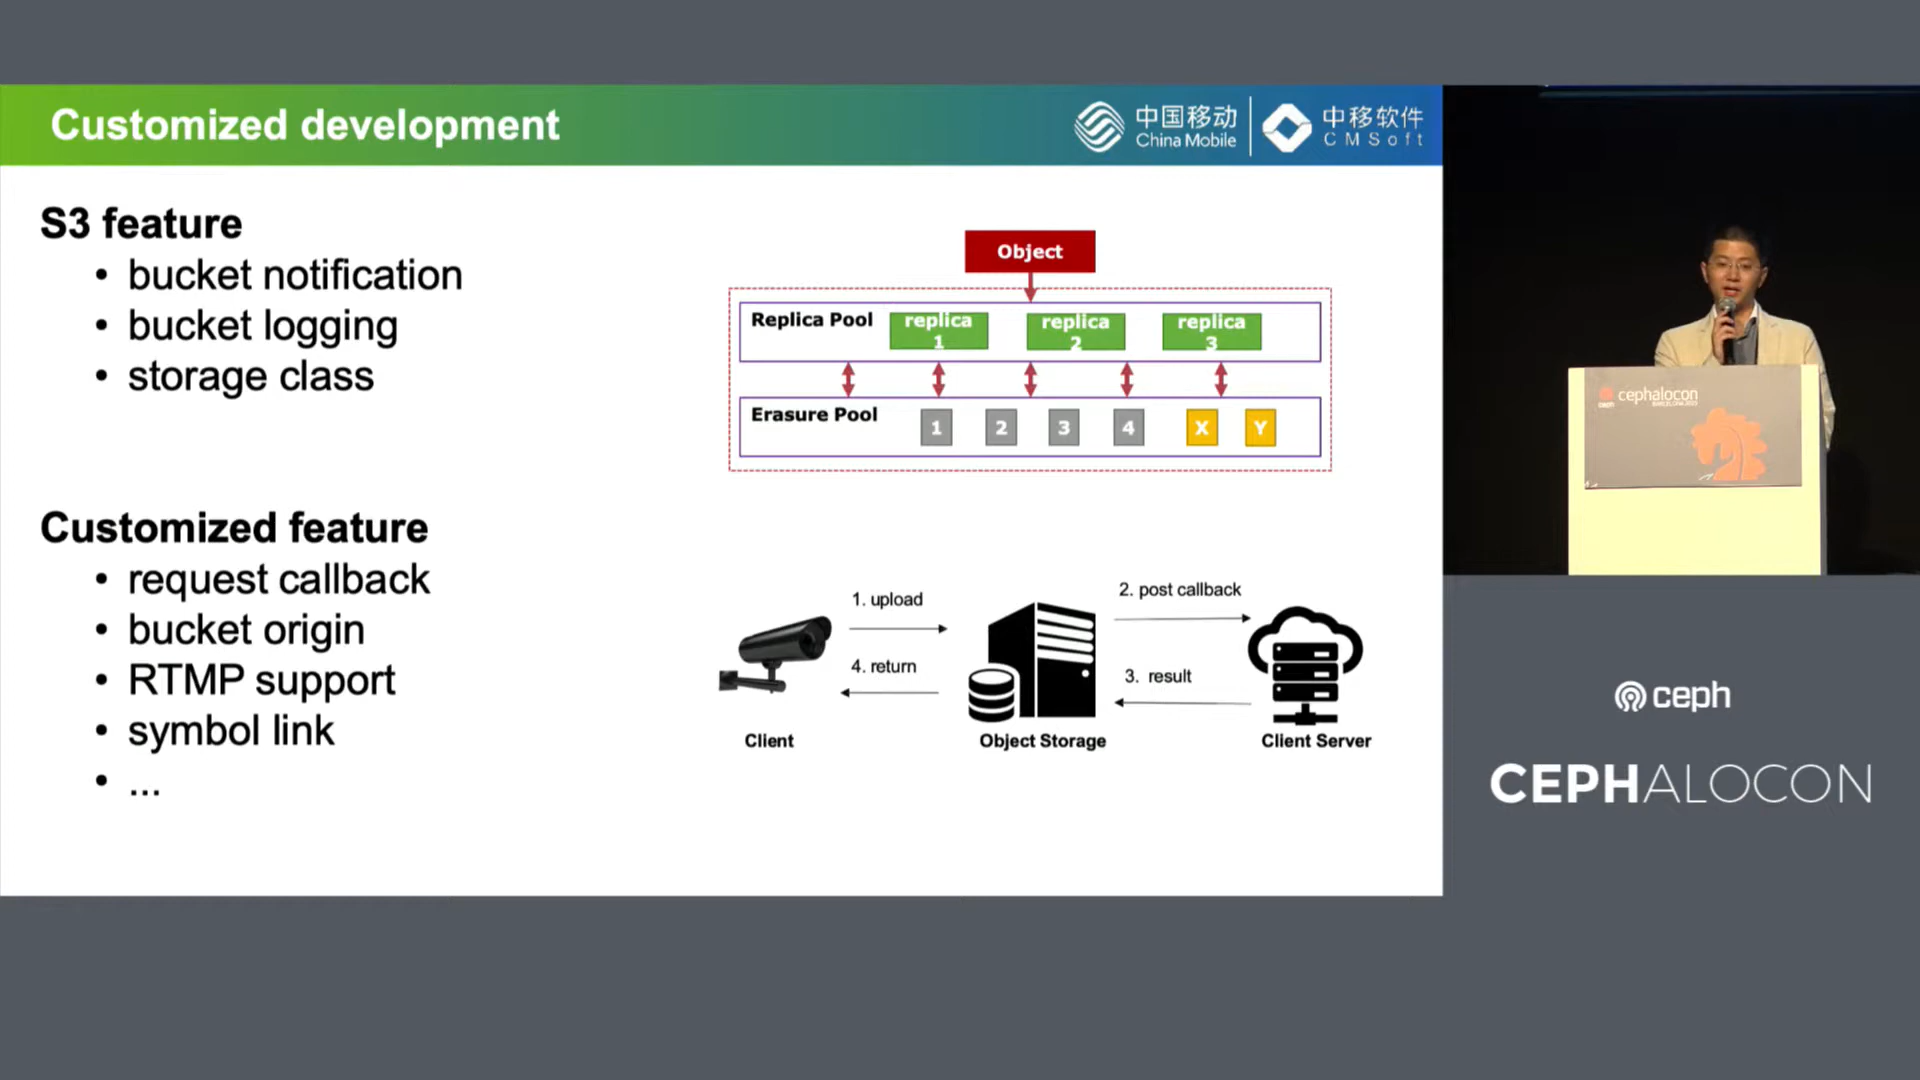 Customized development
中国移动
China Mobile
中移软件
CMSoft
S3 feature
• bucket notification
• bucket logging
• storage class
Customized feature
• request callback
• bucket origin
• RTMP support
• symbol link
• ...
Object
Replica Pool
replica
1
replica
2
replica
3
Erasure Pool
1
2
3
4
X
Y
1. upload
2. post callback
4. return
3. result
Client
Object Storage
Client Server
ceph
cephalocon
ceph
CEPHALOCON